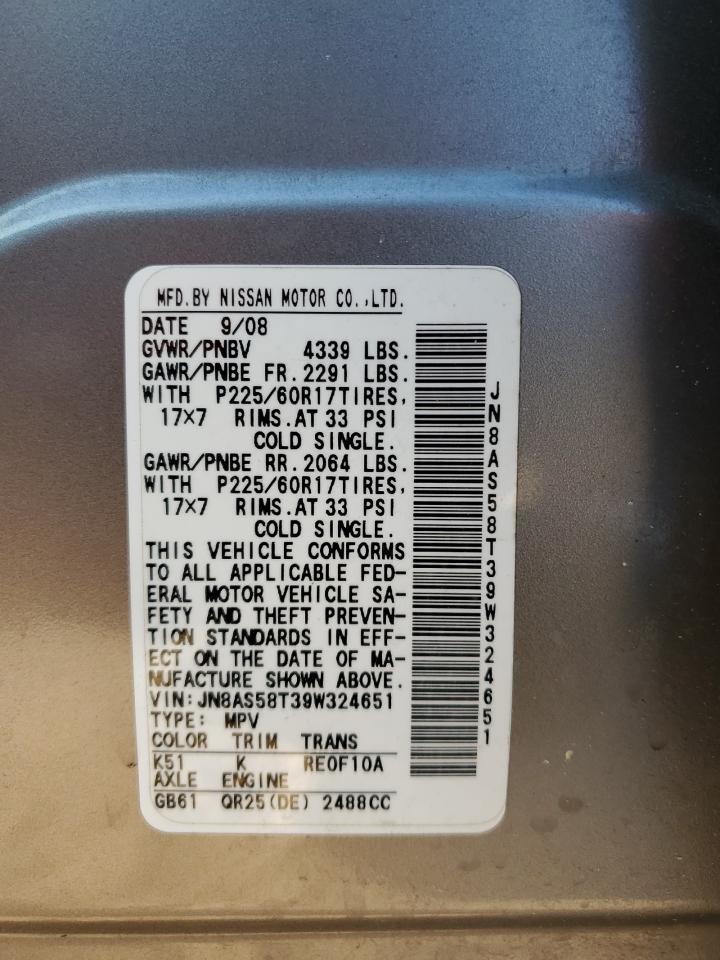 MFD.BY NISSAN MOTOR CO.,LTD.
DATE 9/08
GVWR/PNBV 4339 LBS.
GAWR/PNBE FR.2291 LBS.
WITH P225/60R17TIRES,
17×7 RIMS.AT 33 PSI
COLD SINGLE.
GAWR/PNBE RR.2064 LBS.
WITH P225/60R17TIRES,
17×7 RIMS.AT 33 PSI
COLD SINGLE.
THIS VEHICLE CONFORMS
TO ALL APPLICABLE FED-
ERAL MOTOR VEHICLE SA-
FETY AND THEFT PREVEN-
TION STANDARDS IN EFF-
ECT ON THE DATE OF MA-
NUFACTURE SHOWN ABOVE.
VIN:JN8AS58T39W324651
TYPE: MPV
COLOR TRIM TRANS
K51 K RE0F10A
AXLE ENGINE
GB61 QR25(DE) 2488CC
JN8AS58T39W324651